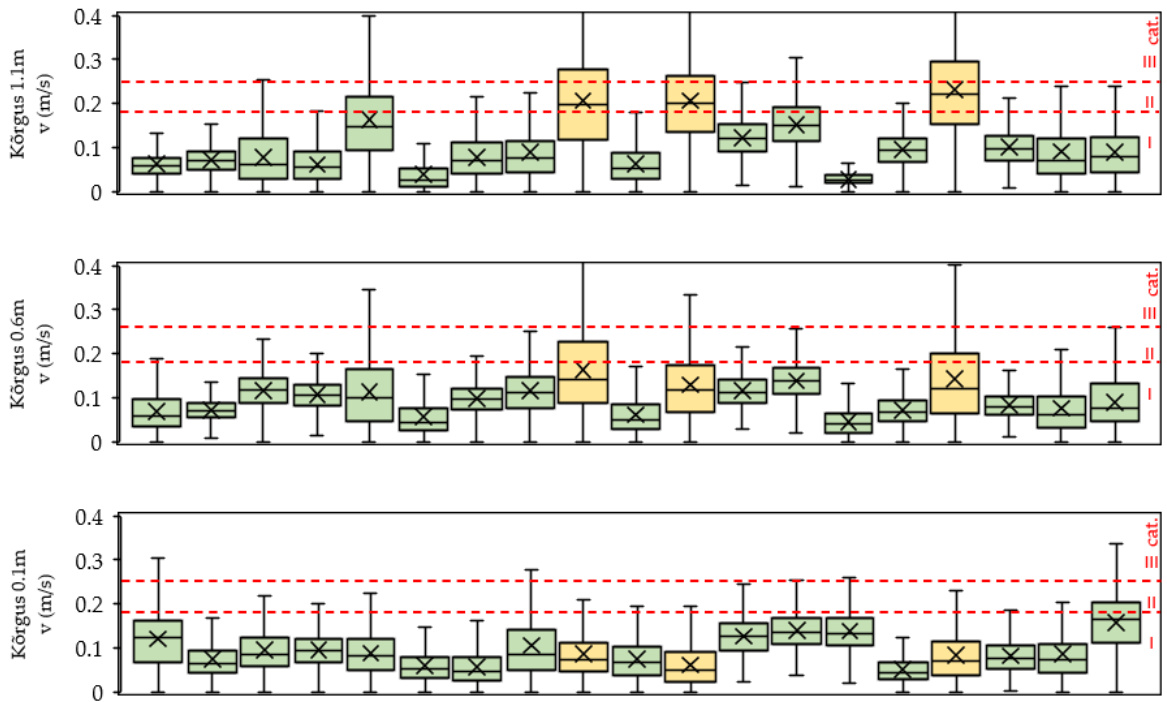 Kõrgus 1.1m
v (m/s)
0.4
0.3
0.2
0.1
0
III cat.
II
I
Kõrgus 0.6m
v (m/s)
0.4
0.3
0.2
0.1
0
III cat.
II
I
Kõrgus 0.1m
v (m/s)
0.4
0.3
0.2
0.1
0
III cat.
II
I